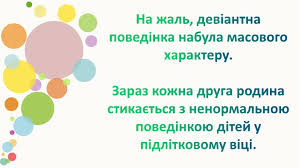 На жаль, девіантна
поведінка набула масового
характеру.
Зараз кожна друга родина
стикається з ненормальною
поведінкою дітей у
підлітковому віці.